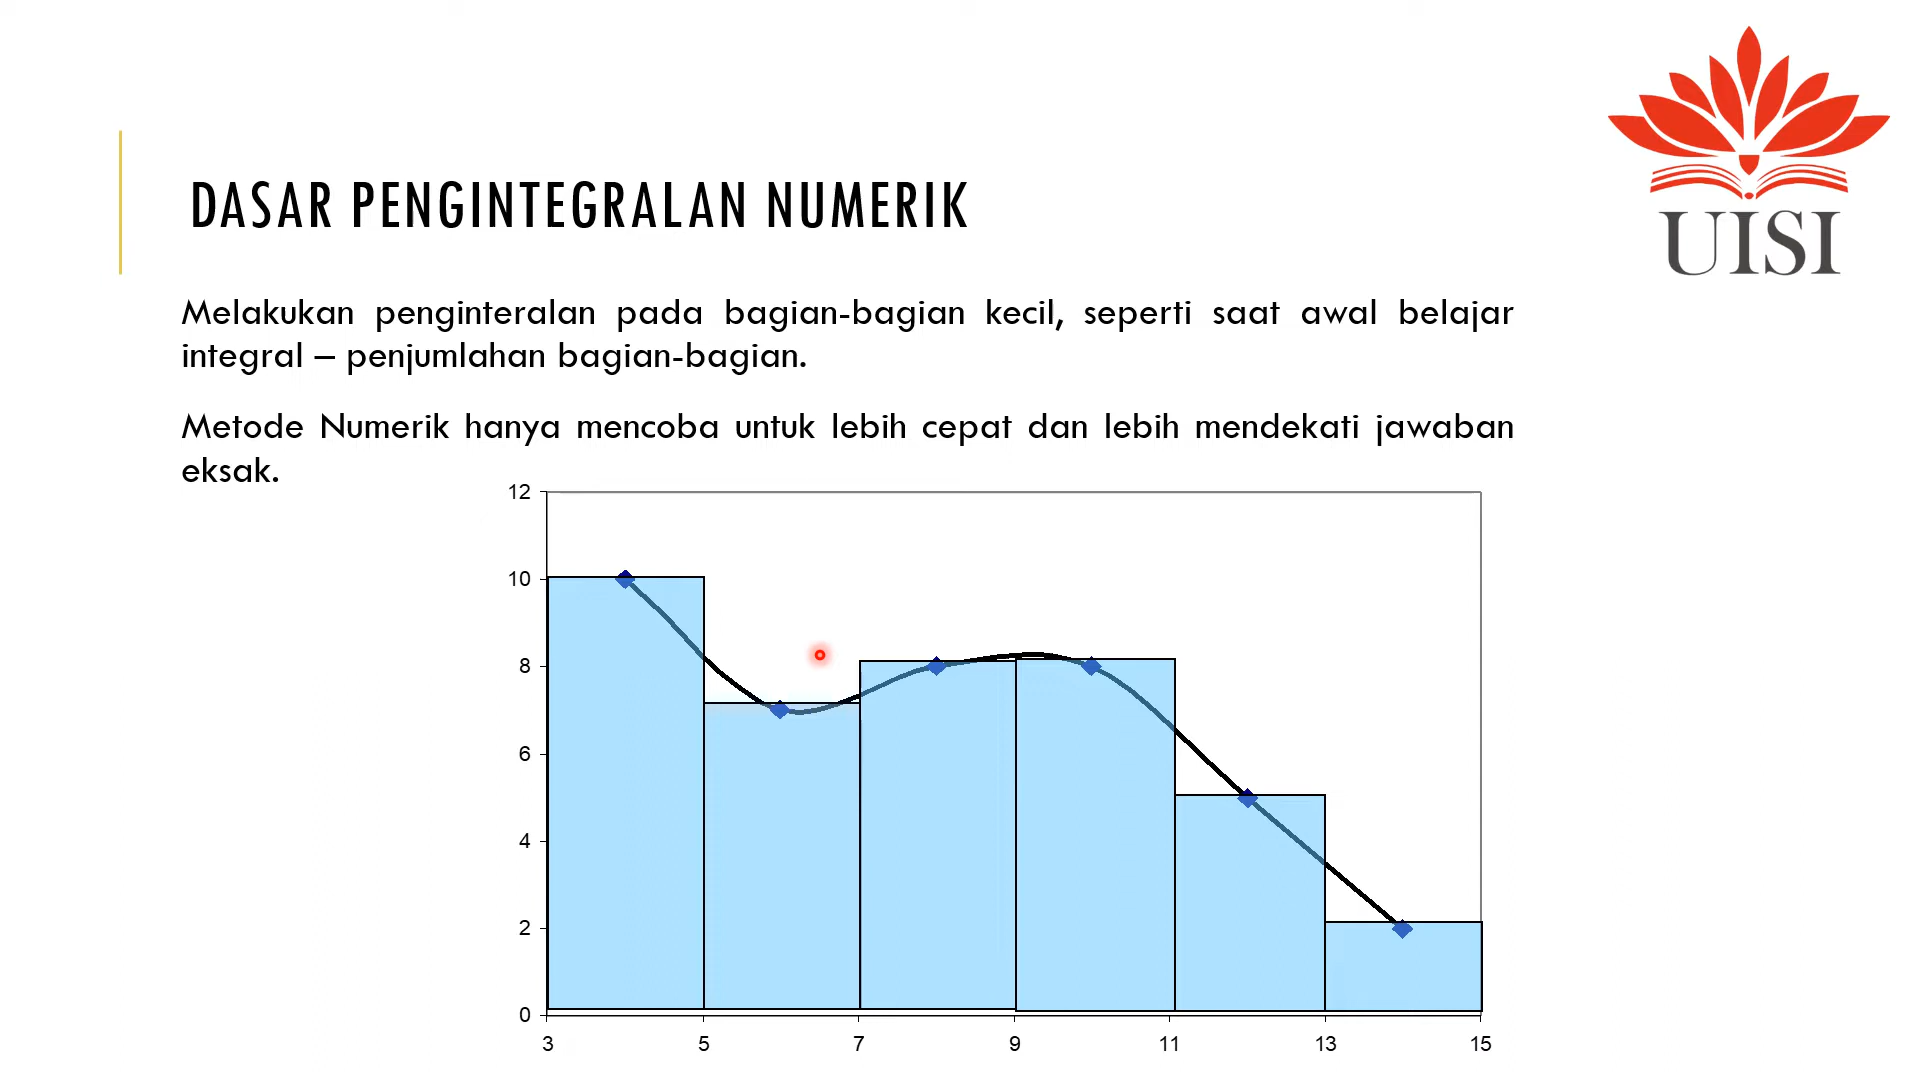 UISI
DASAR PENGINTEGRALAN NUMERIK
Melakukan penginteralan pada bagian-bagian kecil, seperti saat awal belajar
integral – penjumlahan bagian-bagian.
Metode Numerik hanya mencoba untuk lebih cepat dan lebih mendekati jawaban
eksak.
12
10
8
6
4
2
0
3 5 7 9 11 13 15